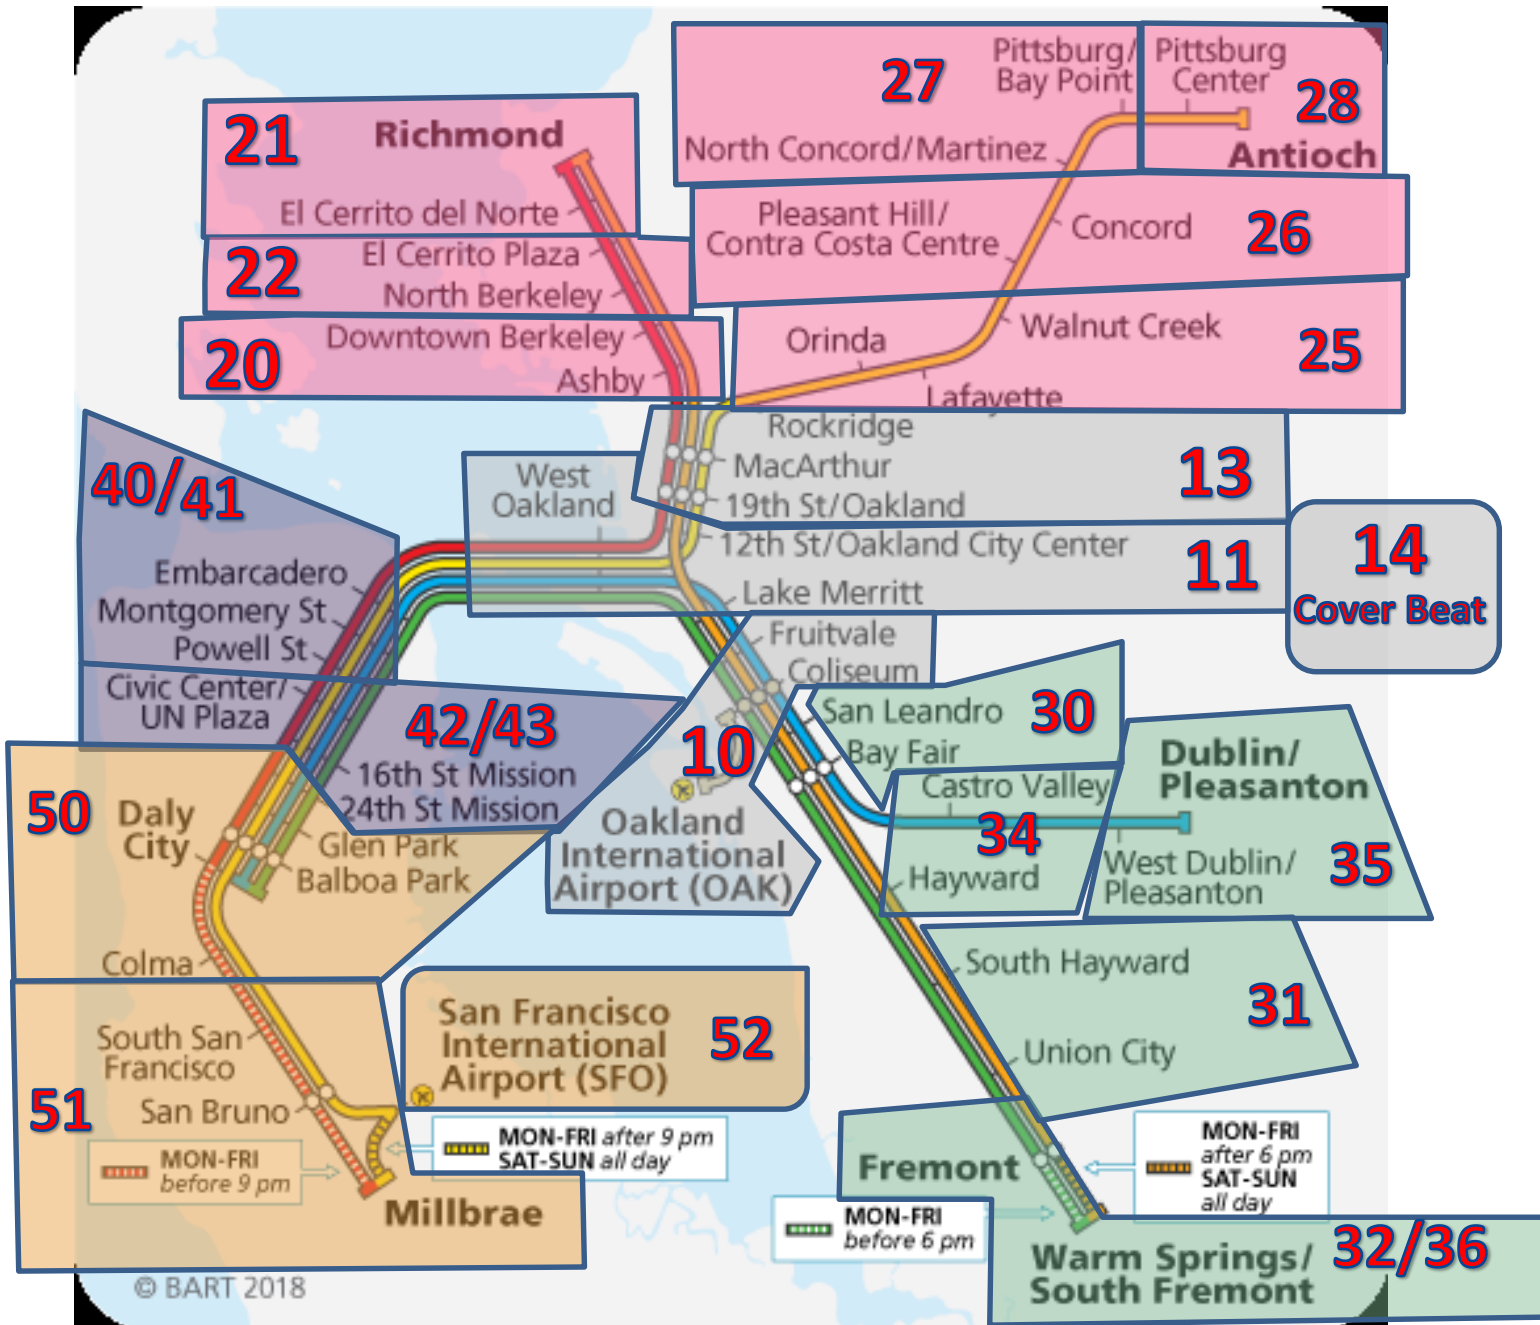 27
Pittsburg/
Bay Point
Pittsburg
Center
28
Antioch
North Concord/Martinez
21
Richmond
El Cerrito del Norte
22
El Cerrito Plaza
North Berkeley
Pleasant Hill/
Contra Costa Centre
Concord
26
20
Downtown Berkeley
Ashby
Orinda
Walnut Creek
25
Lafayette
Rockridge
MacArthur
13
19th St/Oakland
West
Oakland
12th St/Oakland City Center
11
14
Cover Beat
Lake Merritt
40/41
Embarcadero
Montgomery St
Powell St
Civic Center/
UN Plaza
42/43
16th St Mission
24th St Mission
Fruitvale
Coliseum
10
San Leandro
30
Bay Fair
Castro Valley
34
Hayward
Dublin/
Pleasanton
West Dublin/
Pleasanton
35
Oakland
International
Airport (OAK)
50
Daly
City
Glen Park
Balboa Park
Colma
South Hayward
31
Union City
South San
Francisco
San Bruno
51
San Francisco
International
Airport (SFO)
52
MON-FRI
before 9 pm
MON-FRI after 9 pm
SAT-SUN all day
Millbrae
Fremont
MON-FRI
after 6 pm
SAT-SUN
all day
MON-FRI
before 6 pm
32/36
Warm Springs/
South Fremont
© BART 2018